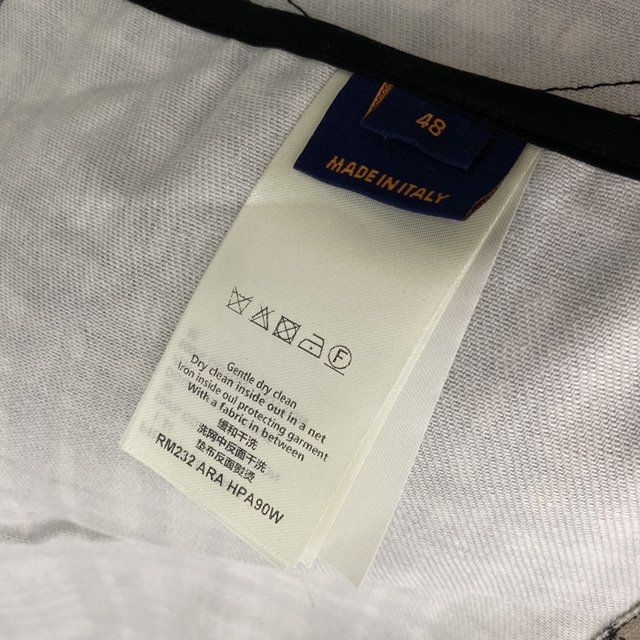 48
MADE IN ITALY
F
Gentle dry clean
Dry clean inside out in a net
Iron inside oul protecting garment
With a fabric in between
缓和干洗
洗网中反面干洗
垫布反面熨烫
RM232 ARA HPA90W